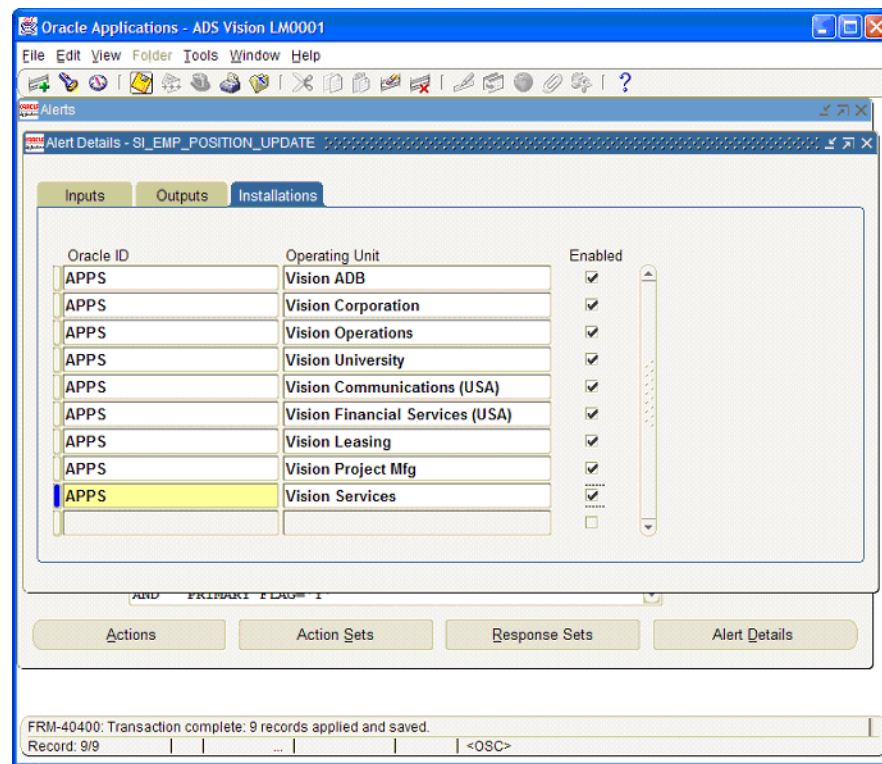 Oracle Applications - ADS Vision LM0001
File Edit View Folder Tools Window Help
Alerts
Alert Details - SI_EMP_POSITION_UPDATE
Inputs Outputs Installations
Oracle ID Operating Unit Enabled
APPS Vision ADB
APPS Vision Corporation
APPS Vision Operations
APPS Vision University
APPS Vision Communications (USA)
APPS Vision Financial Services (USA)
APPS Vision Leasing
APPS Vision Project Mfg
APPS Vision Services
AND PRIMARY_FLAG='Y'
Actions Action Sets Response Sets Alert Details
FRM-40400: Transaction complete: 9 records applied and saved.
Record: 9/9 ... <OSC>